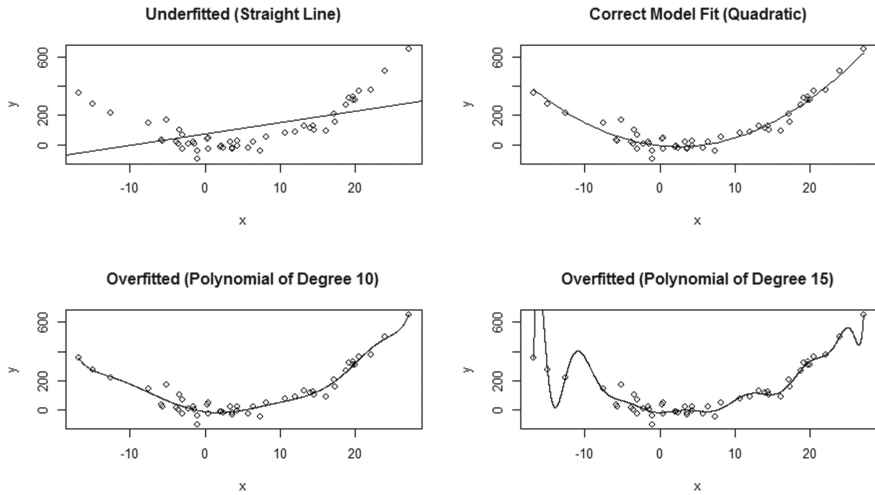 Underfitted (Straight Line)
y
600
200
0
-10
0
10
20
x
Correct Model Fit (Quadratic)
y
600
200
0
-10
0
10
20
x
Overfitted (Polynomial of Degree 10)
y
600
200
0
-10
0
10
20
x
Overfitted (Polynomial of Degree 15)
y
600
200
0
-10
0
10
20
x